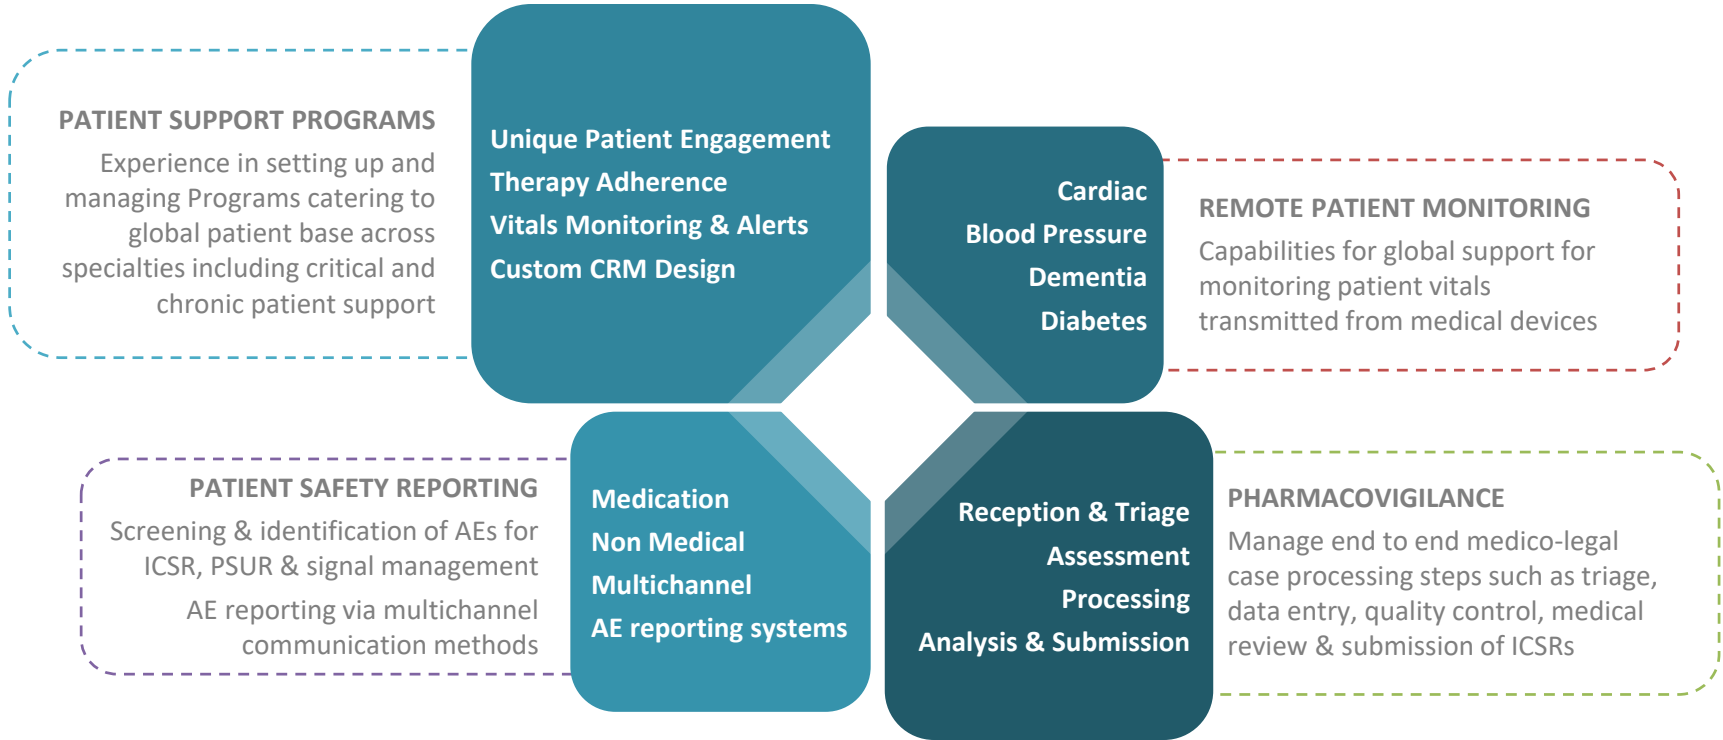 PATIENT SUPPORT PROGRAMS
Experience in setting up and
managing Programs catering to
global patient base across
specialties including critical and
chronic patient support
Unique Patient Engagement
Therapy Adherence
Vitals Monitoring & Alerts
Custom CRM Design
Cardiac
Blood Pressure
Dementia
Diabetes
REMOTE PATIENT MONITORING
Capabilities for global support for
monitoring patient vitals
transmitted from medical devices
PATIENT SAFETY REPORTING
Screening & identification of AEs for
ICSR, PSUR & signal management
AE reporting via multichannel
communication methods
Medication
Non Medical
Multichannel
AE reporting systems
Reception & Triage
Assessment
Processing
Analysis & Submission
PHARMACOVIGILANCE
Manage end to end medico-legal
case processing steps such as triage,
data entry, quality control, medical
review & submission of ICSRs